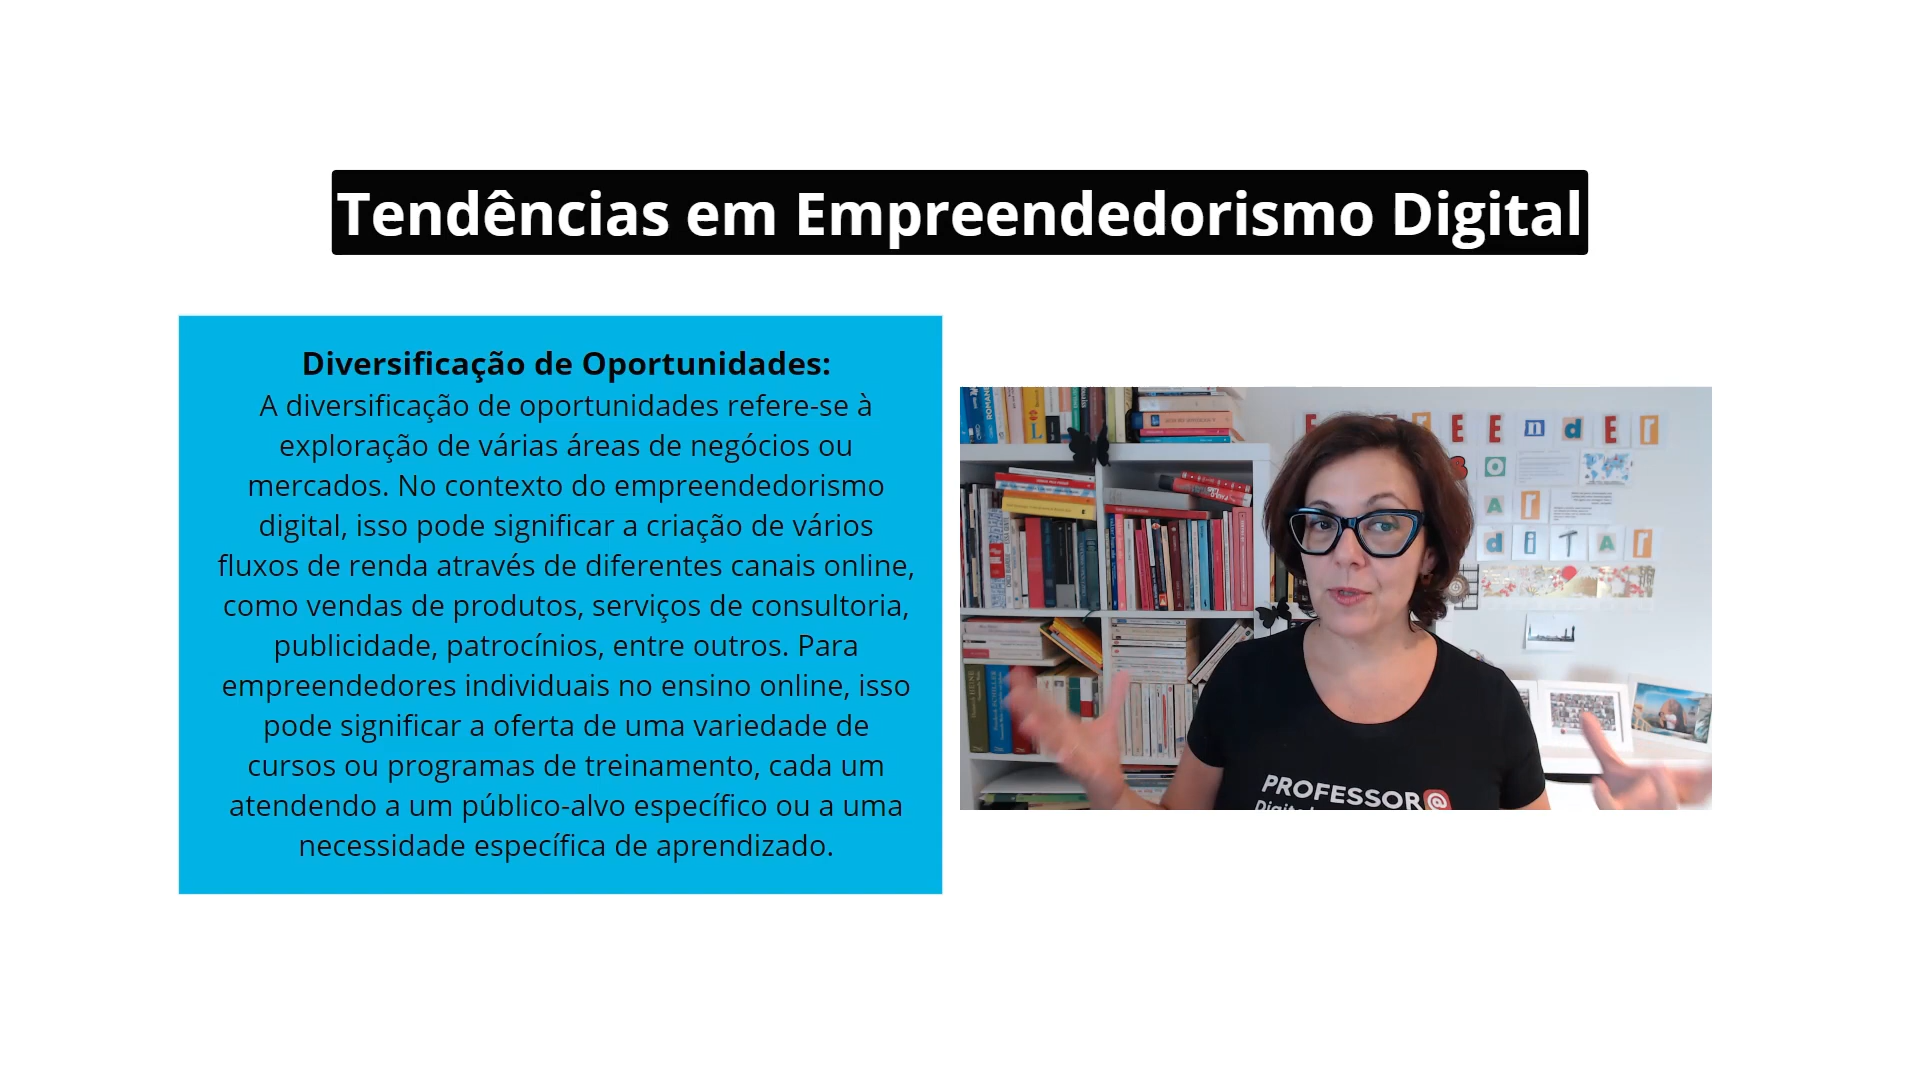 Tendências em Empreendedorismo Digital
Diversificação de Oportunidades:
A diversificação de oportunidades refere-se à
exploração de várias áreas de negócios ou
mercados. No contexto do empreendedorismo
digital, isso pode significar a criação de vários
fluxos de renda através de diferentes canais online,
como vendas de produtos, serviços de consultoria,
publicidade, patrocínios, entre outros. Para
empreendedores individuais no ensino online, isso
pode significar a oferta de uma variedade de
cursos ou programas de treinamento, cada um
atendendo a um público-alvo específico ou a uma
necessidade específica de aprendizado.
PROFESSOR@